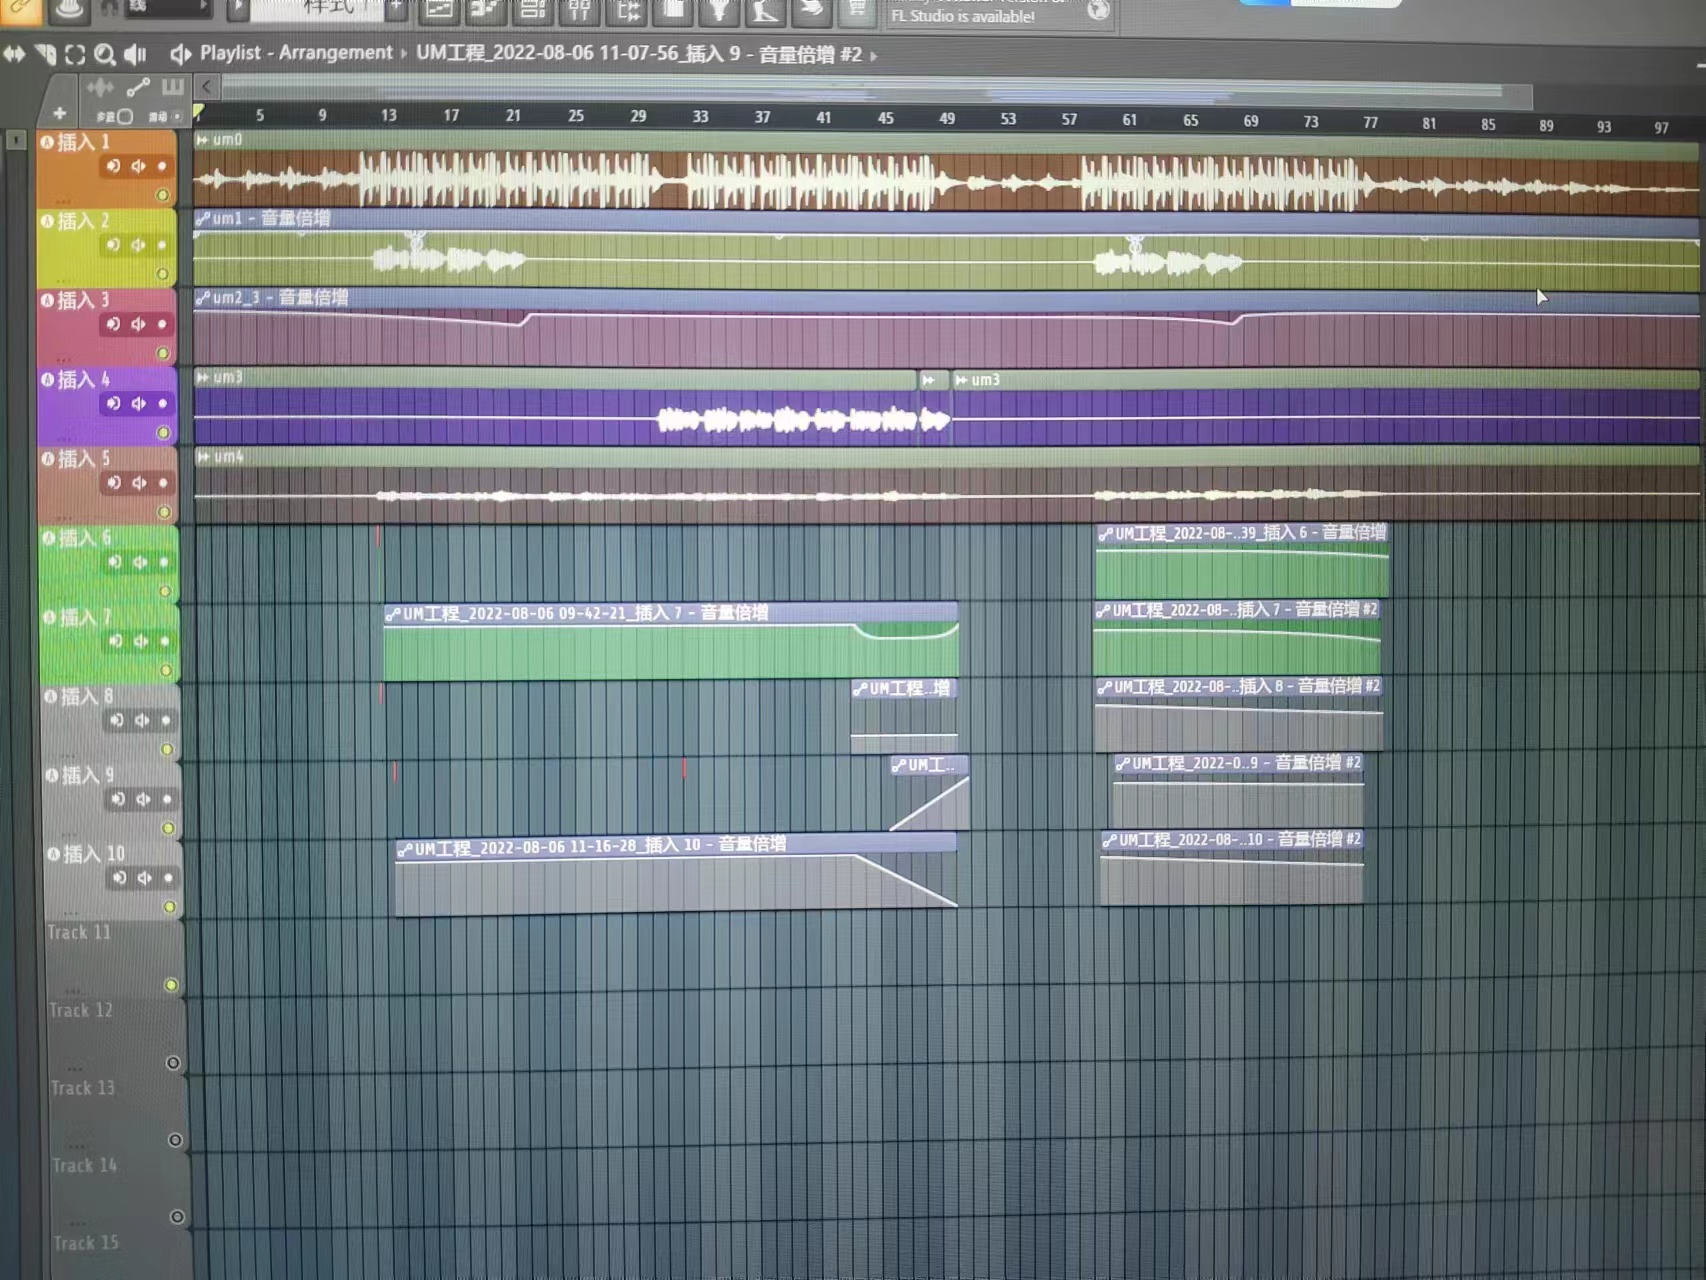 线
样式
FL Studio is available!
Playlist - Arrangement ▸ UM工程_2022-08-06 11-07-56_插入 9 - 音量倍增 #2 ▸
5 9 13 17 21 25 29 33 37 41 45 49 53 57 61 65 69 73 77 81 85 89 93 97
插入 1
um0
插入 2
um1 - 音量倍增
插入 3
um2_3 - 音量倍增
插入 4
um3
um3
插入 5
um4
插入 6
UM工程_2022-08-..39_插入 6 - 音量倍增
插入 7
UM工程_2022-08-06 09-42-21_插入 7 - 音量倍增
UM工程_2022-08-..插入 7 - 音量倍增 #2
插入 8
UM工程..增
UM工程_2022-08-..插入 8 - 音量倍增 #2
插入 9
UM工..
UM工程_2022-0..9 - 音量倍增 #2
插入 10
UM工程_2022-08-06 11-16-28_插入 10 - 音量倍增
UM工程_2022-08-..10 - 音量倍增 #2
Track 11
Track 12
Track 13
Track 14
Track 15